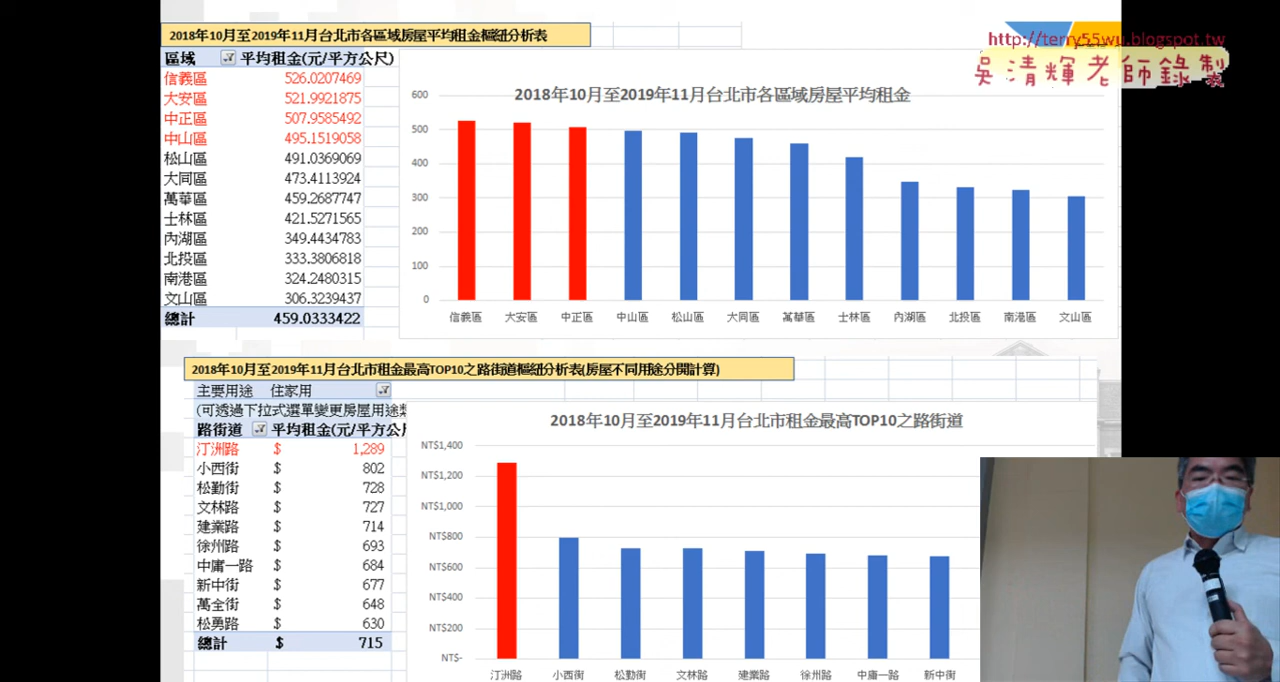 2018年10月至2019年11月台北市各區域房屋平均租金樞紐分析表
http://terry55wu.blogspot.tw
吳清輝老師錄製
區域 平均租金(元/平方公尺)
信義區 526.0207469
大安區 521.9921875
中正區 507.9585492
中山區 495.1519058
松山區 491.0369069
大同區 473.4113924
萬華區 459.2687747
士林區 421.5271565
內湖區 349.4434783
北投區 333.3806818
南港區 324.2480315
文山區 306.3239437
總計 459.0333422
2018年10月至2019年11月台北市各區域房屋平均租金
600
500
400
300
200
100
0
信義區 大安區 中正區 中山區 松山區 大同區 萬華區 士林區 內湖區 北投區 南港區 文山區
2018年10月至2019年11月台北市租金最高TOP10之路街道樞紐分析表(房屋不同用途分開計算)
主要用途 住家用
(可透過下拉式選單變更房屋用途
路街道 平均租金(元/平方公
汀洲路 $ 1,289
小西街 $ 802
松勤街 $ 728
文林路 $ 727
建業路 $ 714
徐州路 $ 693
中庸一路 $ 684
新中街 $ 677
萬全街 $ 648
松勇路 $ 630
總計 $ 715
2018年10月至2019年11月台北市租金最高TOP10之路街道
NT$1,400
NT$1,200
NT$1,000
NT$800
NT$600
NT$400
NT$200
NT$-
汀洲路 小西街 松勤街 文林路 建業路 徐州路 中庸一路 新中街